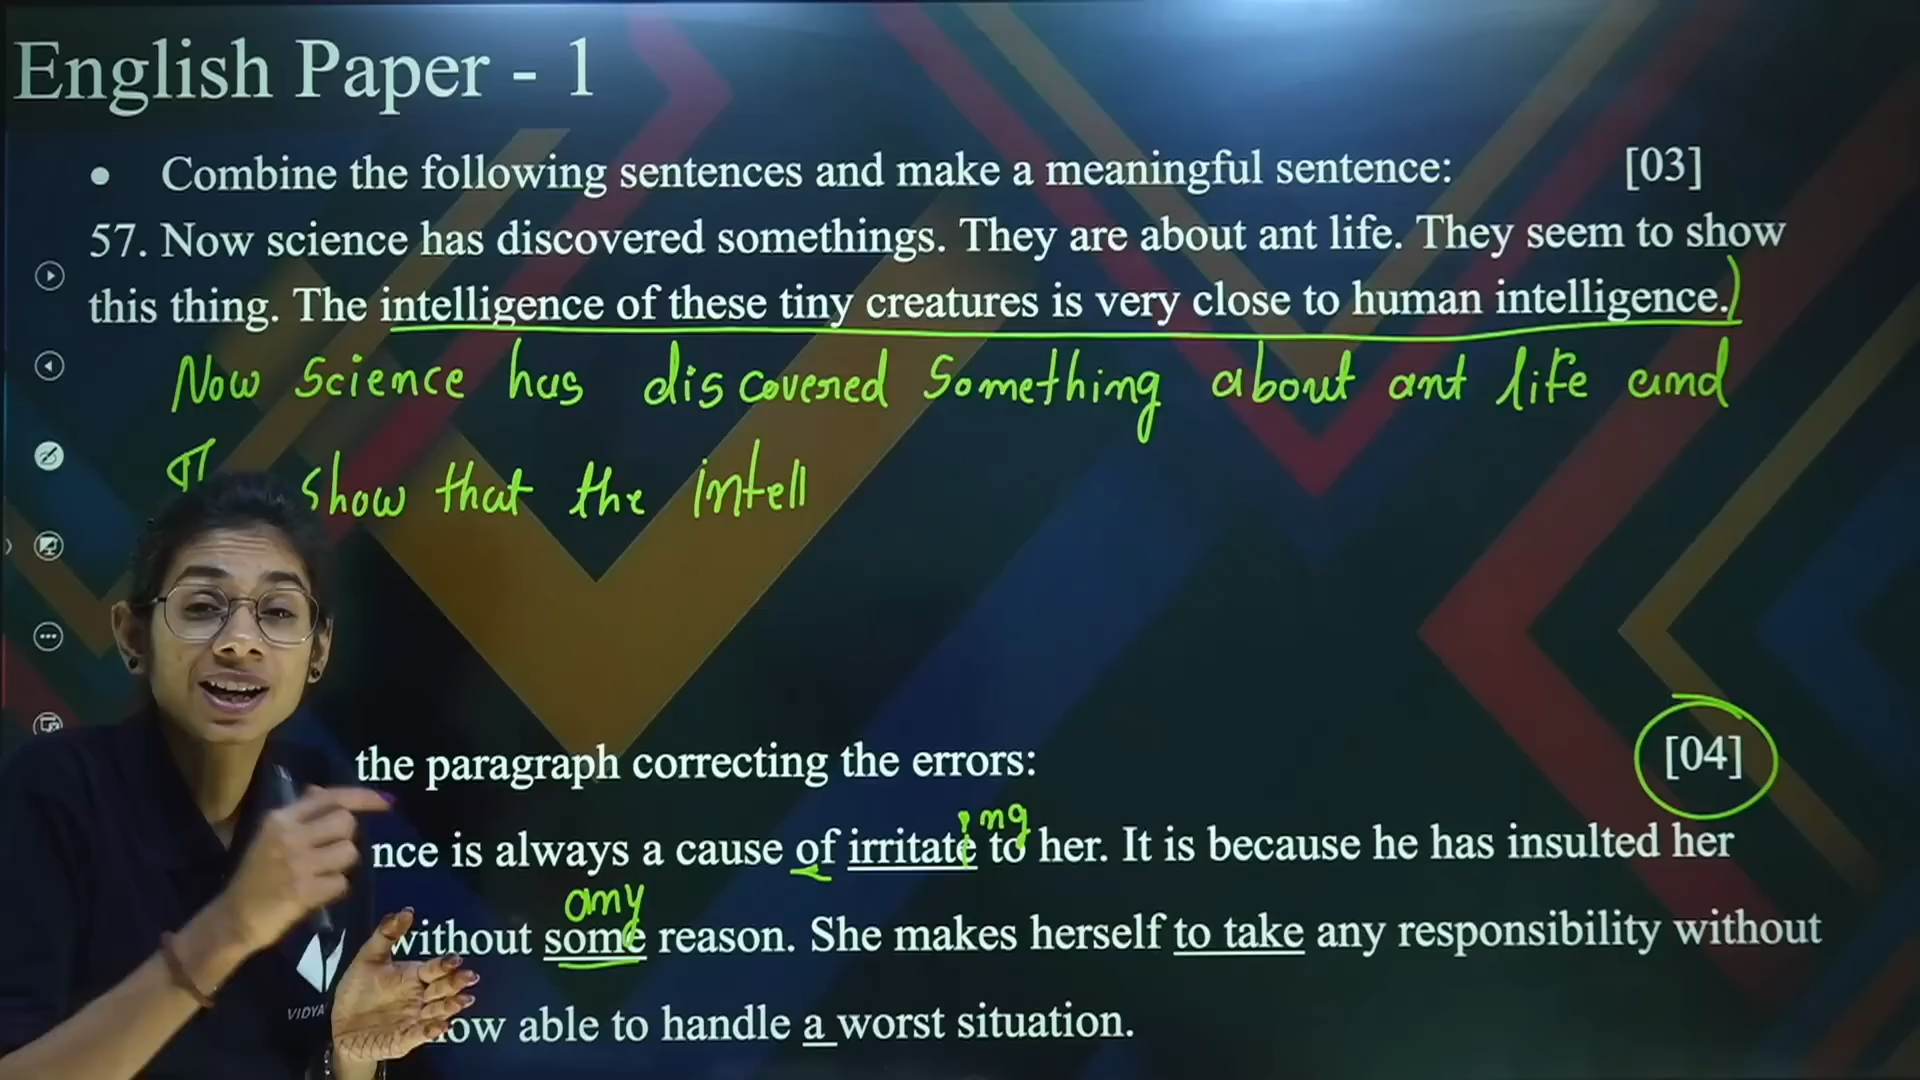 English Paper - 1
• Combine the following sentences and make a meaningful sentence: [03]
57. Now science has discovered somethings. They are about ant life. They seem to show
this thing. The intelligence of these tiny creatures is very close to human intelligence.
Now Science has discovered Something about ant life and
show that the intell
the paragraph correcting the errors: [04]
ing
nce is always a cause of irritate to her. It is because he has insulted her
any
without some reason. She makes herself to take any responsibility without
now able to handle a worst situation.
VIDYA